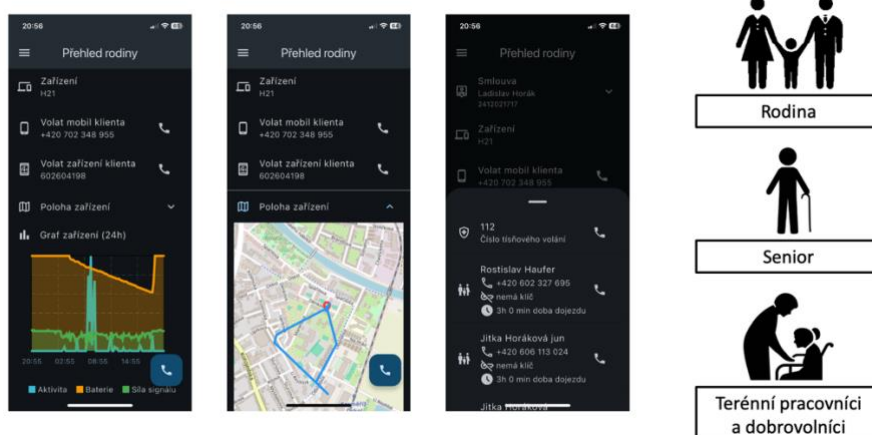 20:56
Přehled rodiny
Zařízení
H21
Volat mobil klienta
+420 702 348 955
Volat zařízení klienta
602604198
Poloha zařízení
Graf zařízení (24h)
20:55 02:55 08:55 14:55
Aktivita Baterie Síla signálu
20:56
Přehled rodiny
Zařízení
H21
Volat mobil klienta
+420 702 348 955
Volat zařízení klienta
602604198
Poloha zařízení
20:56
Přehled rodiny
Smlouva
Ladislav Horák
2412021717
Zařízení
H21
Volat mobil klienta
+420 702 348 955
112
Číslo tísňového volání
Rostislav Haufer
+420 602 327 695
nemá klíč
3h 0 min doba dojezdu
Jitka Horáková jun
+420 606 113 024
nemá klíč
3h 0 min doba dojezdu
Jitka Horáková
Rodina
Senior
Terénní pracovníci
a dobrovolníci